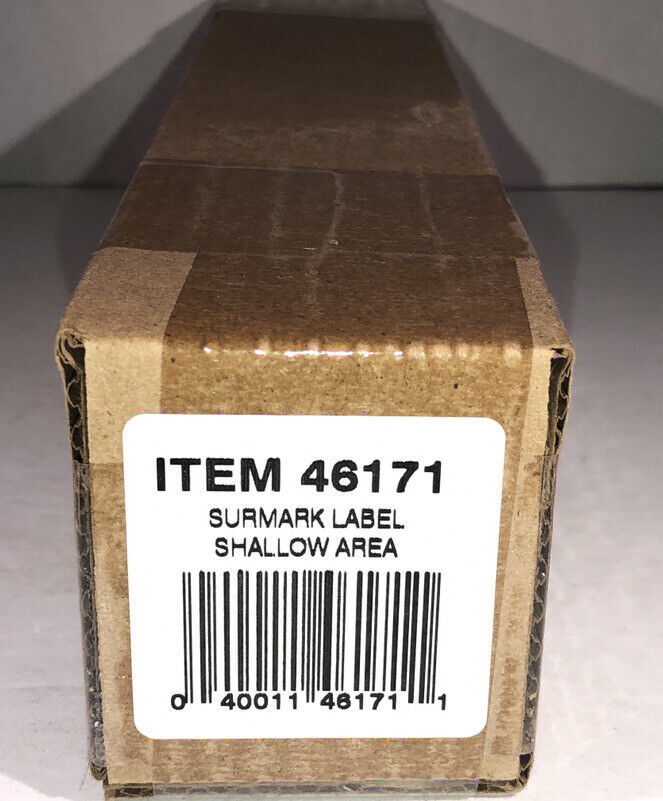 ITEM 46171
SURMARK LABEL
SHALLOW AREA
0 40011 46171 1